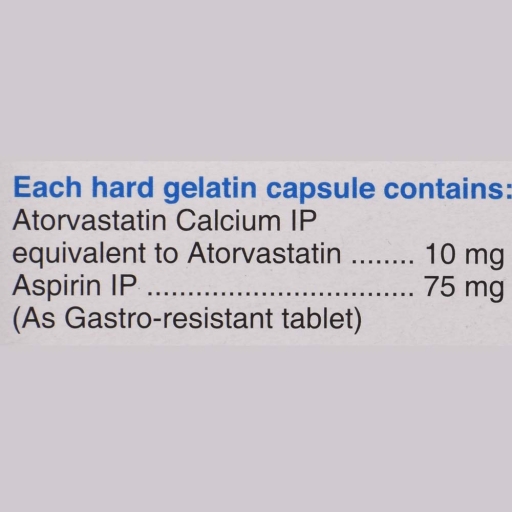 Each hard gelatin capsule contains:
Atorvastatin Calcium IP
equivalent to Atorvastatin ........ 10 mg
Aspirin IP ................................. 75 mg
(As Gastro-resistant tablet)